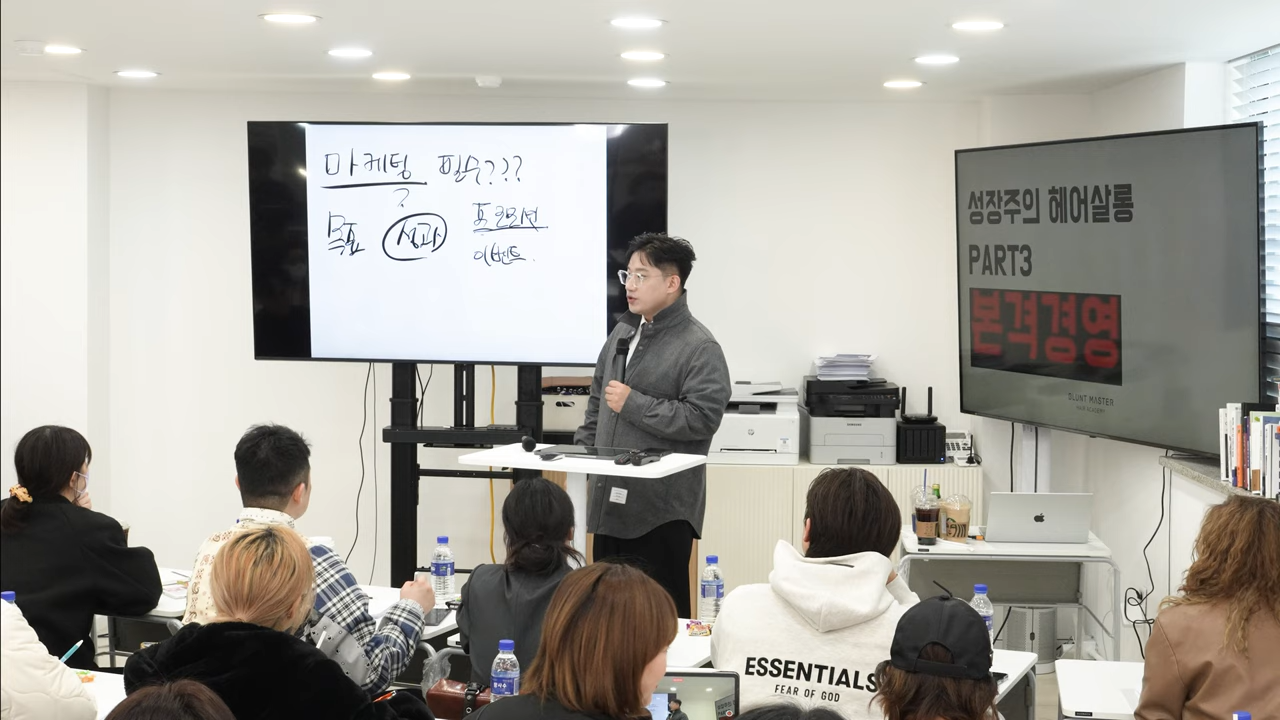 마케팅 필수???
?
목표 성과 프로모션
이벤트.
성장주의 헤어살롱
PART3
본격경영
BLUNT MASTER
HAIR ACADEMY
SAMSUNG
ESSENTIALS
FEAR OF GOD